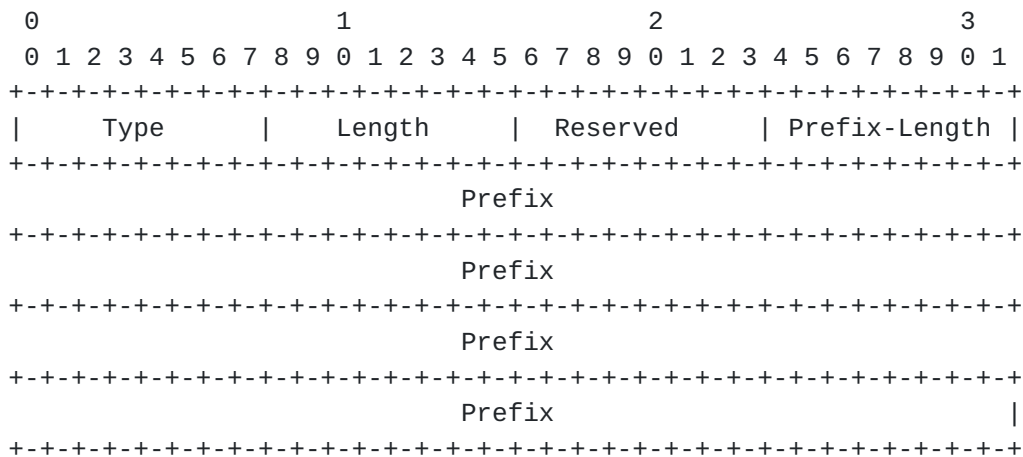 0                   1                   2                   3
 0 1 2 3 4 5 6 7 8 9 0 1 2 3 4 5 6 7 8 9 0 1 2 3 4 5 6 7 8 9 0 1
+-+-+-+-+-+-+-+-+-+-+-+-+-+-+-+-+-+-+-+-+-+-+-+-+-+-+-+-+-+-+-+-+
|     Type      |    Length     |  Reserved     | Prefix-Length |
+-+-+-+-+-+-+-+-+-+-+-+-+-+-+-+-+-+-+-+-+-+-+-+-+-+-+-+-+-+-+-+-+
                             Prefix
+-+-+-+-+-+-+-+-+-+-+-+-+-+-+-+-+-+-+-+-+-+-+-+-+-+-+-+-+-+-+-+-+
                             Prefix
+-+-+-+-+-+-+-+-+-+-+-+-+-+-+-+-+-+-+-+-+-+-+-+-+-+-+-+-+-+-+-+-+
                             Prefix
+-+-+-+-+-+-+-+-+-+-+-+-+-+-+-+-+-+-+-+-+-+-+-+-+-+-+-+-+-+-+-+-+
                             Prefix                             |
+-+-+-+-+-+-+-+-+-+-+-+-+-+-+-+-+-+-+-+-+-+-+-+-+-+-+-+-+-+-+-+-+